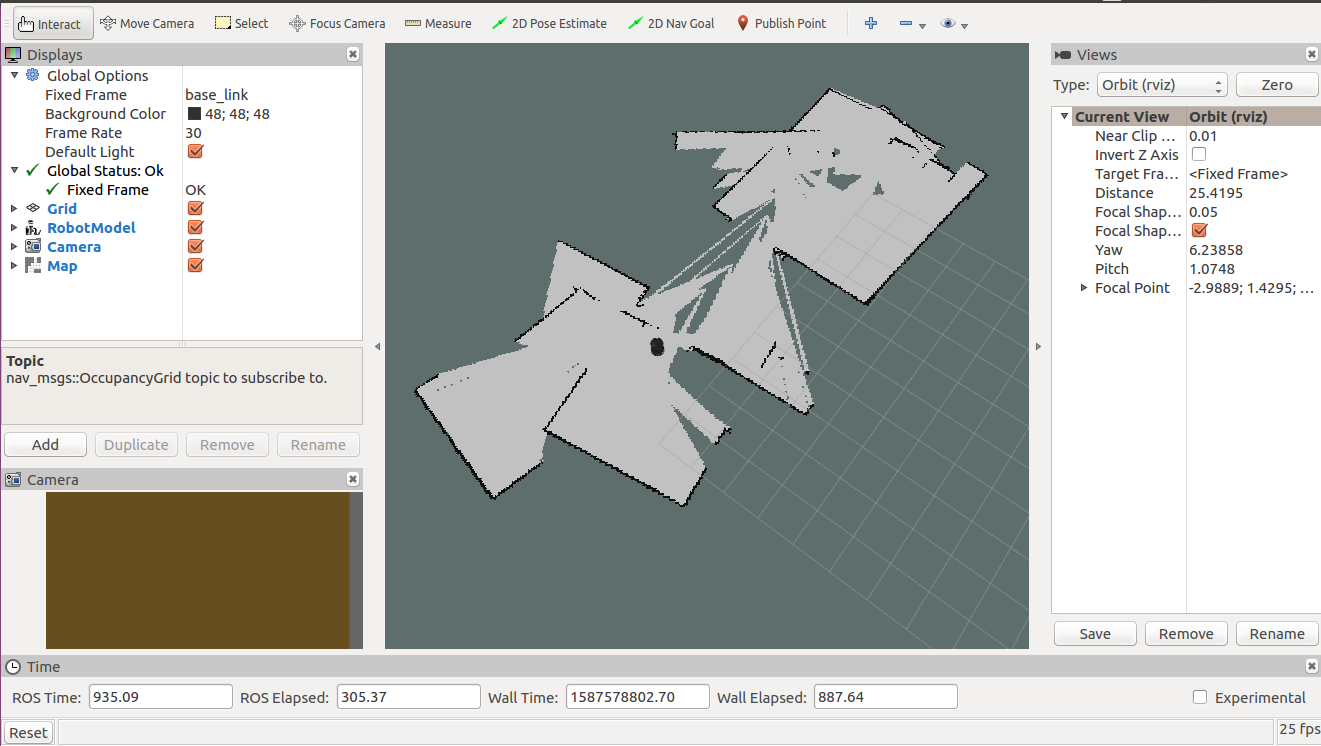 Interact Move Camera Select Focus Camera Measure 2D Pose Estimate 2D Nav Goal Publish Point
Displays
Global Options
Fixed Frame base_link
Background Color 48; 48; 48
Frame Rate 30
Default Light
Global Status: Ok
Fixed Frame OK
Grid
RobotModel
Camera
Map
Topic
nav_msgs::OccupancyGrid topic to subscribe to.
Add Duplicate Remove Rename
Camera
Views
Type: Orbit (rviz) Zero
Current View Orbit (rviz)
Near Clip ... 0.01
Invert Z Axis
Target Fra... <Fixed Frame>
Distance 25.4195
Focal Shap... 0.05
Focal Shap...
Yaw 6.23858
Pitch 1.0748
Focal Point -2.9889; 1.4295; ...
Save Remove Rename
Time
ROS Time: 935.09 ROS Elapsed: 305.37 Wall Time: 1587578802.70 Wall Elapsed: 887.64 Experimental
Reset 25 fps